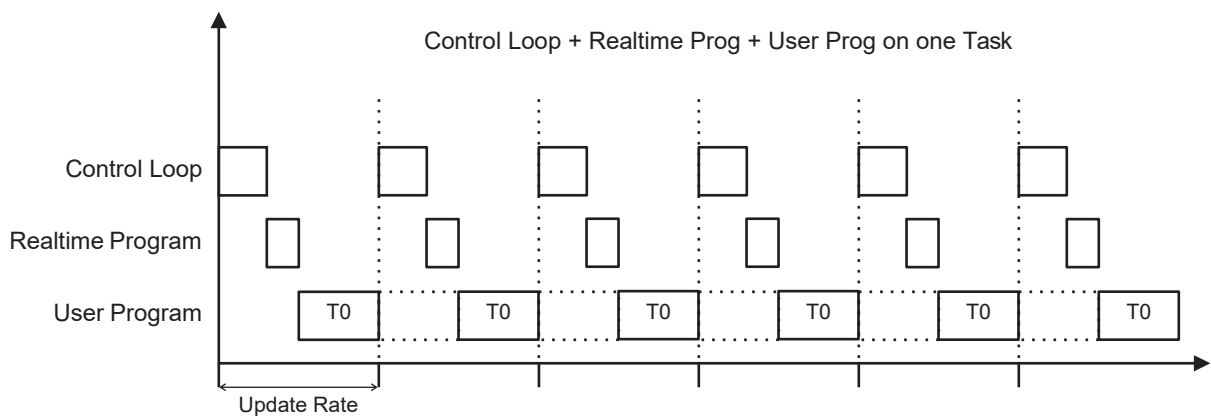 Control Loop + Realtime Prog + User Prog on one Task
Control Loop
Realtime Program
User Program
T0
T0
T0
T0
T0
T0
Update Rate